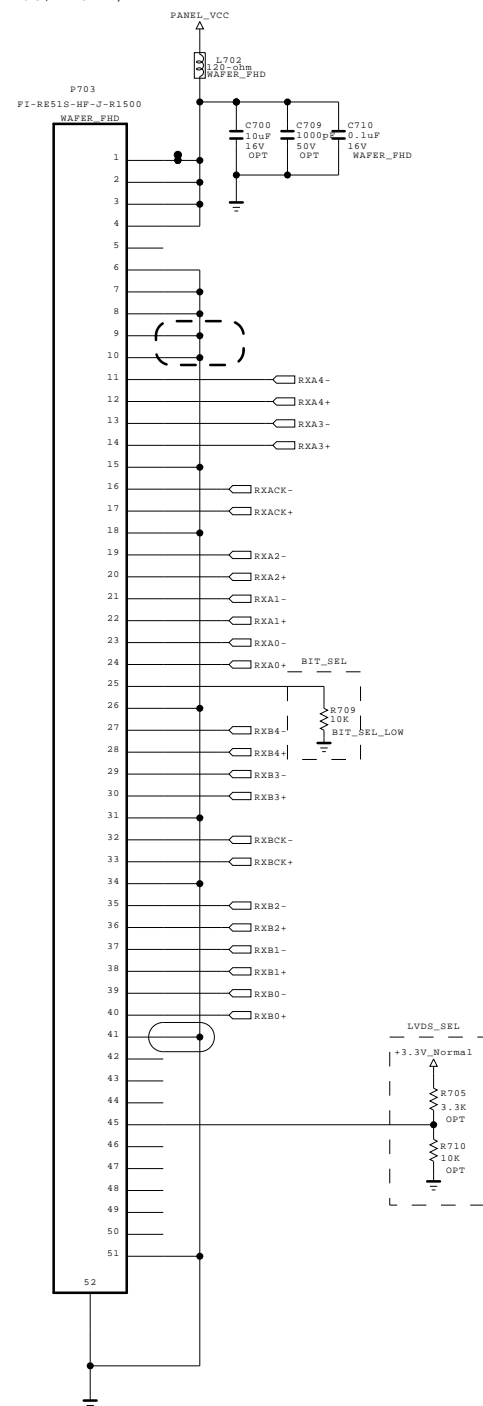 PANEL_VCC
L702
120-ohm
WAFER_FHD
P703
FI-RE51S-HF-J-R1500
WAFER_FHD
C700
10uF
16V
OPT
C709
1000pF
50V
OPT
C710
0.1uF
16V
WAFER_FHD
1
2
3
4
5
6
7
8
9
10
11 RXA4-
12 RXA4+
13 RXA3-
14 RXA3+
15
16 RXACK-
17 RXACK+
18
19 RXA2-
20 RXA2+
21 RXA1-
22 RXA1+
23 RXA0-
24 RXA0+
BIT_SEL
25
R709
10K
BIT_SEL_LOW
26
27 RXB4-
28 RXB4+
29 RXB3-
30 RXB3+
31
32 RXBCK-
33 RXBCK+
34
35 RXB2-
36 RXB2+
37 RXB1-
38 RXB1+
39 RXB0-
40 RXB0+
41
LVDS_SEL
+3.3V_Normal
42
43
44
R705
3.3K
OPT
45
R710
10K
OPT
46
47
48
49
50
51
52